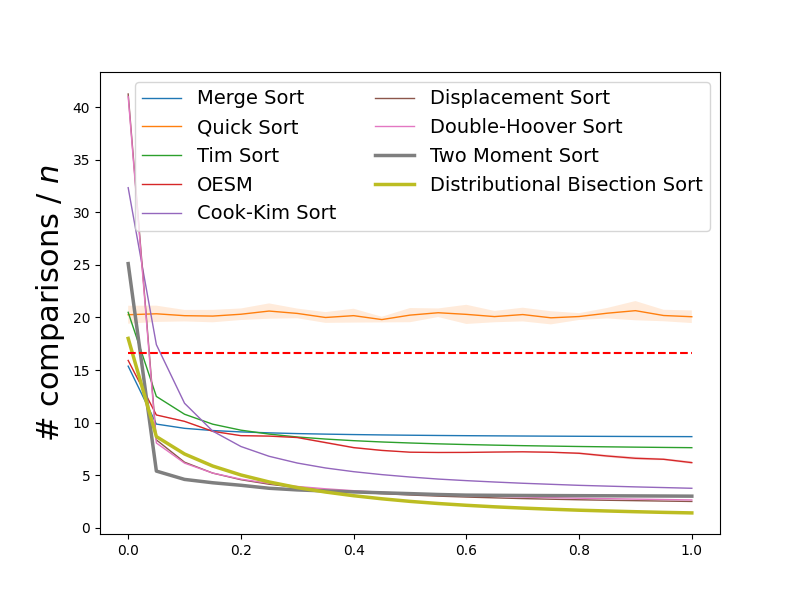 # comparisons / n
40
35
30
25
20
15
10
5
0
0.0 0.2 0.4 0.6 0.8 1.0
Merge Sort
Quick Sort
Tim Sort
OESM
Cook-Kim Sort
Displacement Sort
Double-Hoover Sort
Two Moment Sort
Distributional Bisection Sort